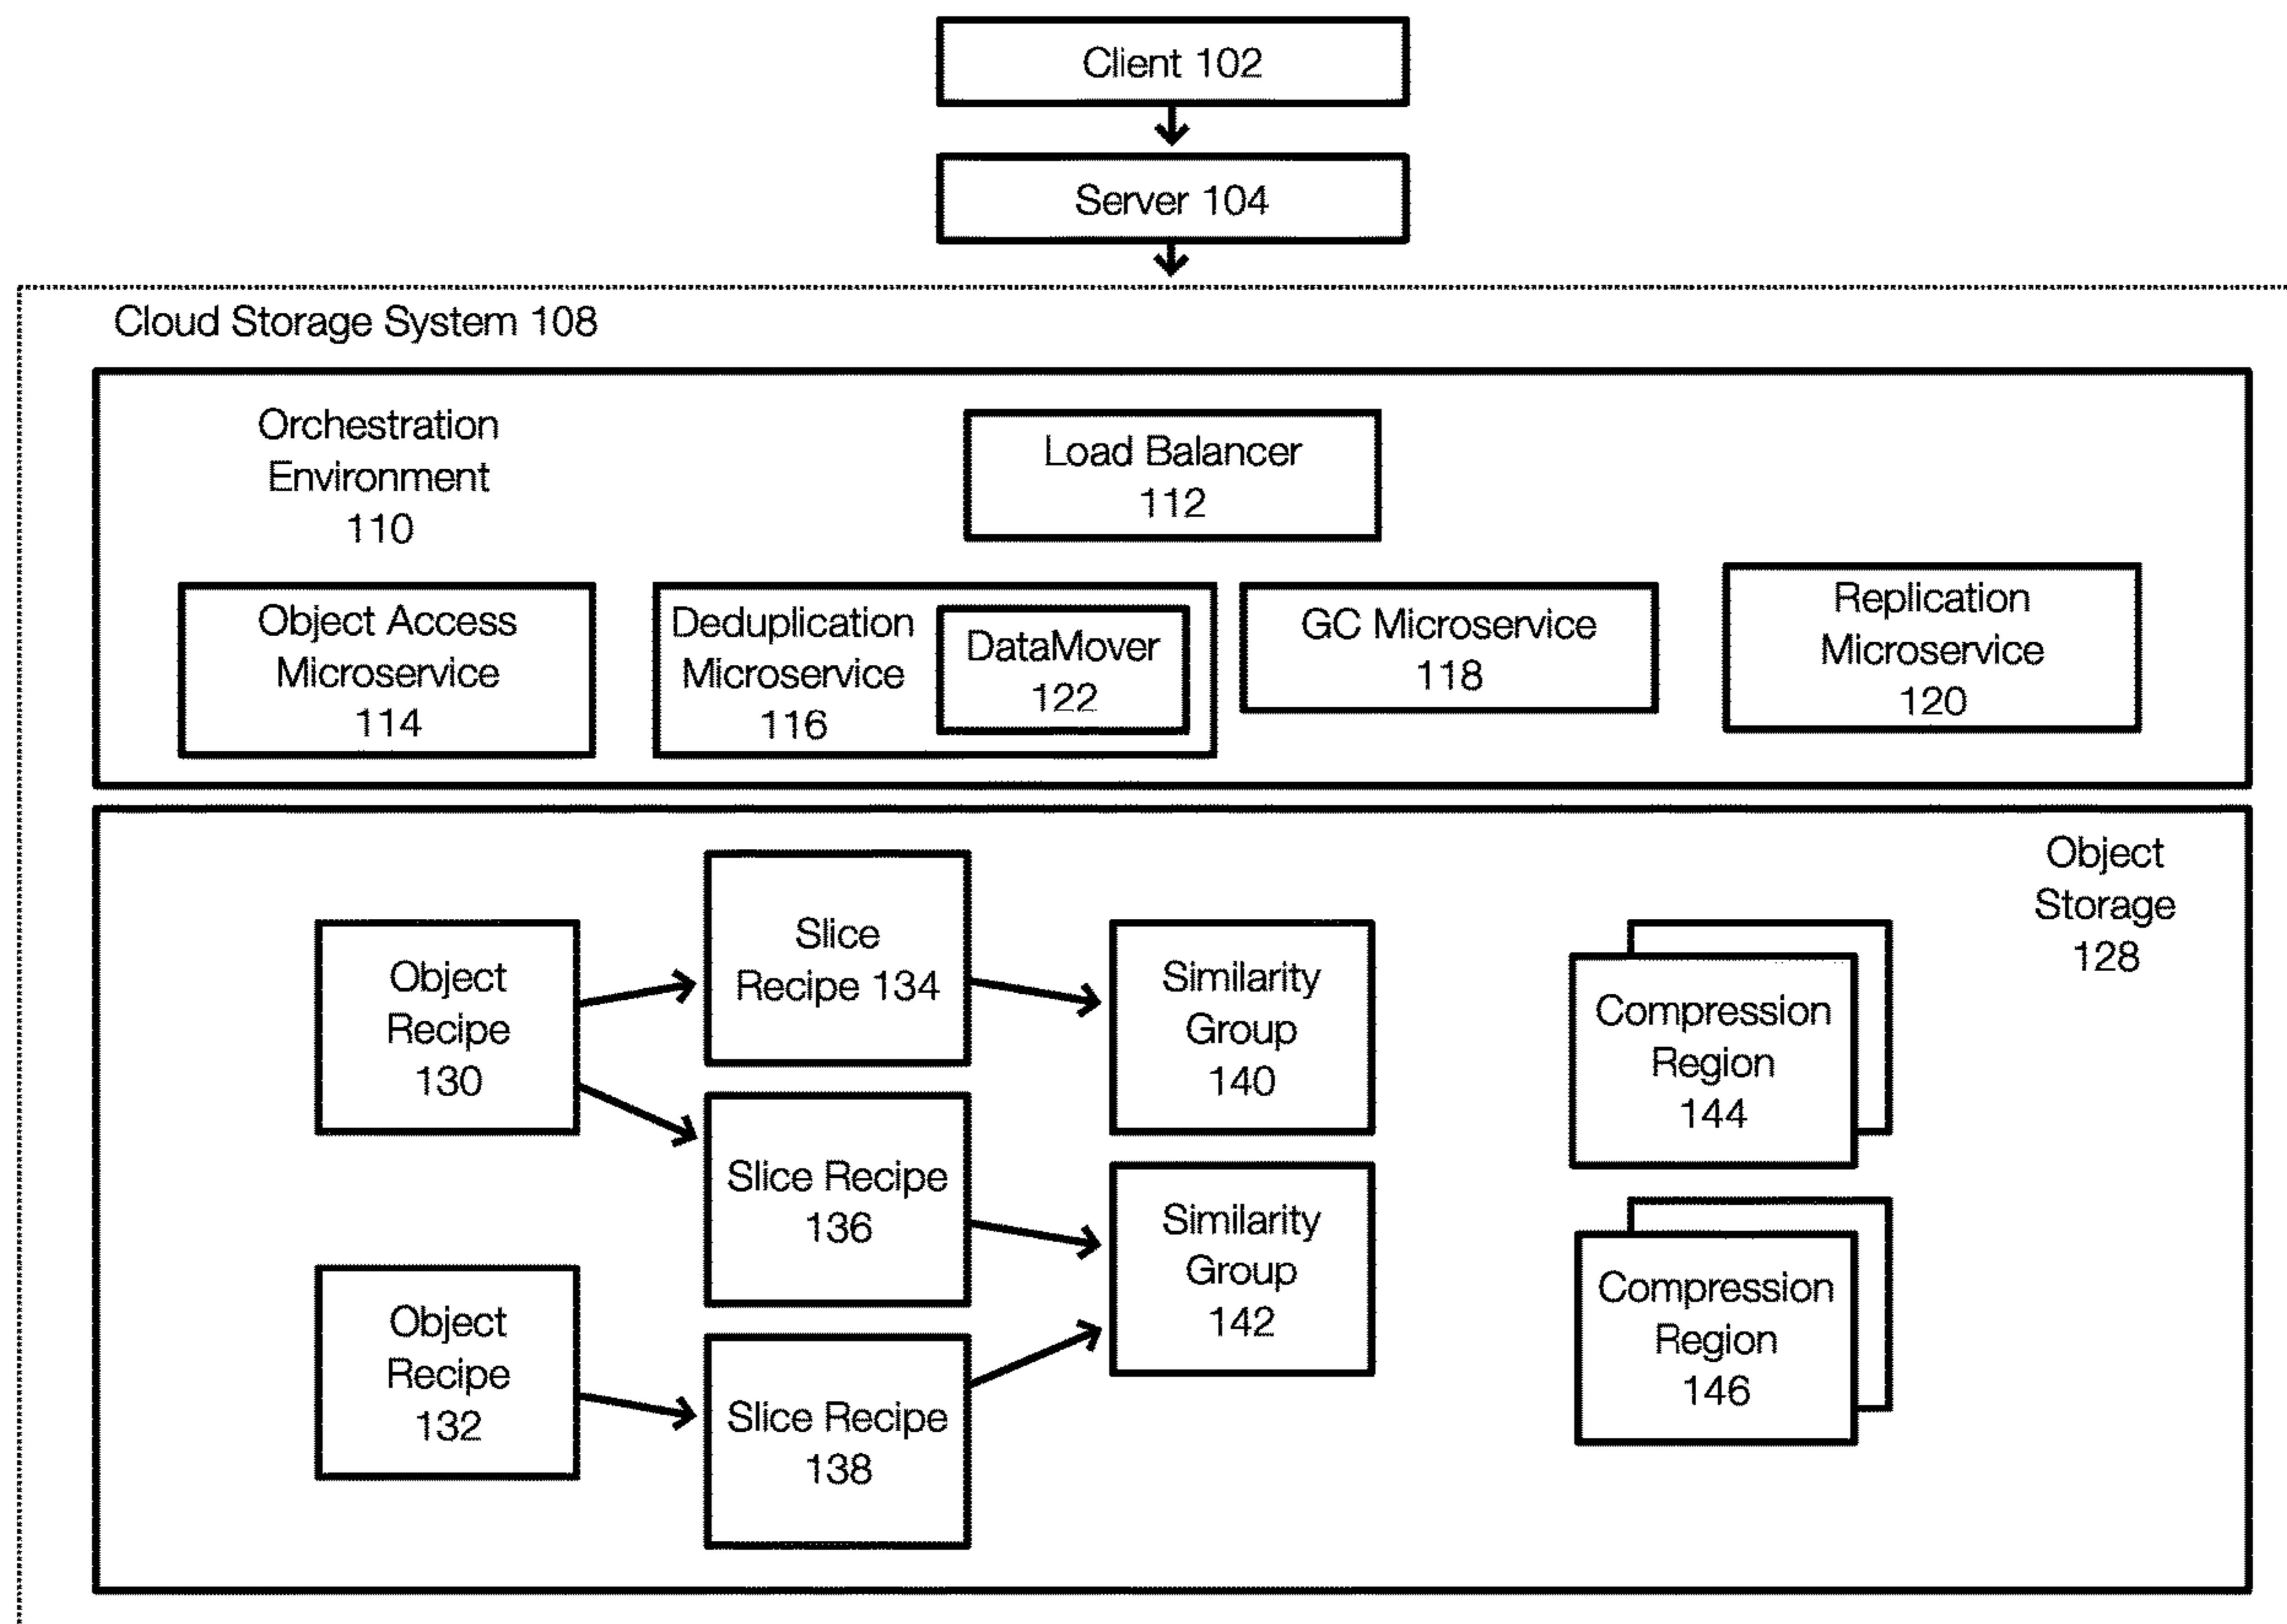 Client 102
Server 104
Cloud Storage System 108
Orchestration
Environment
110
Load Balancer
112
Object Access
Microservice
114
Deduplication
Microservice
116
DataMover
122
GC Microservice
118
Replication
Microservice
120
Object
Storage
128
Object
Recipe
130
Slice
Recipe 134
Similarity
Group
140
Compression
Region
144
Slice Recipe
136
Similarity
Group
142
Compression
Region
146
Object
Recipe
132
Slice Recipe
138